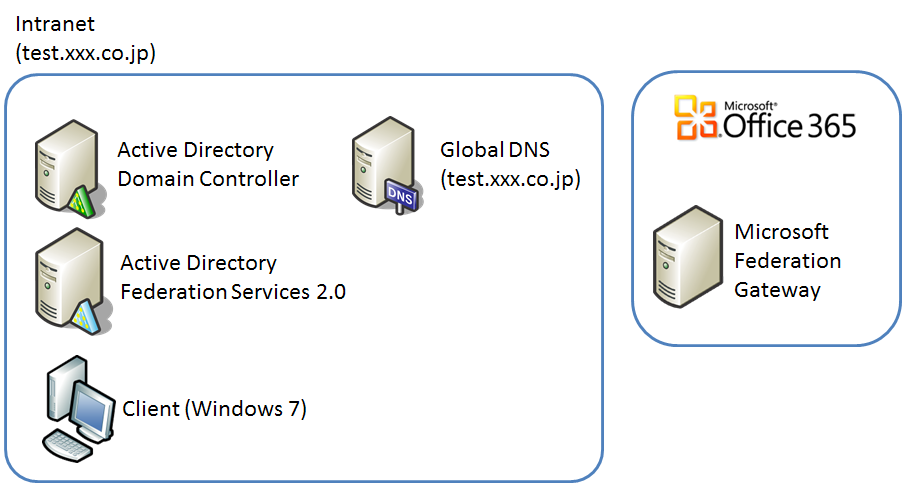 Intranet
(test.xxx.co.jp)
Active Directory
Domain Controller
DNS
Global DNS
(test.xxx.co.jp)
Active Directory
Federation Services 2.0
Client (Windows 7)
Microsoft®
Office 365
Microsoft
Federation
Gateway